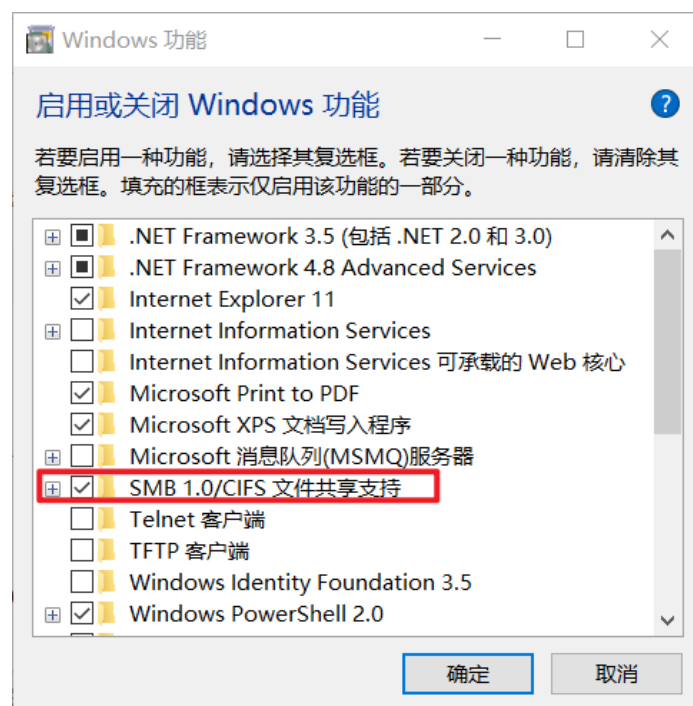 Windows 功能
启用或关闭 Windows 功能
?
若要启用一种功能，请选择其复选框。若要关闭一种功能，请清除其
复选框。填充的框表示仅启用该功能的一部分。
.NET Framework 3.5 (包括 .NET 2.0 和 3.0)
.NET Framework 4.8 Advanced Services
Internet Explorer 11
Internet Information Services
Internet Information Services 可承载的 Web 核心
Microsoft Print to PDF
Microsoft XPS 文档写入程序
Microsoft 消息队列(MSMQ)服务器
SMB 1.0/CIFS 文件共享支持
Telnet 客户端
TFTP 客户端
Windows Identity Foundation 3.5
Windows PowerShell 2.0
确定
取消